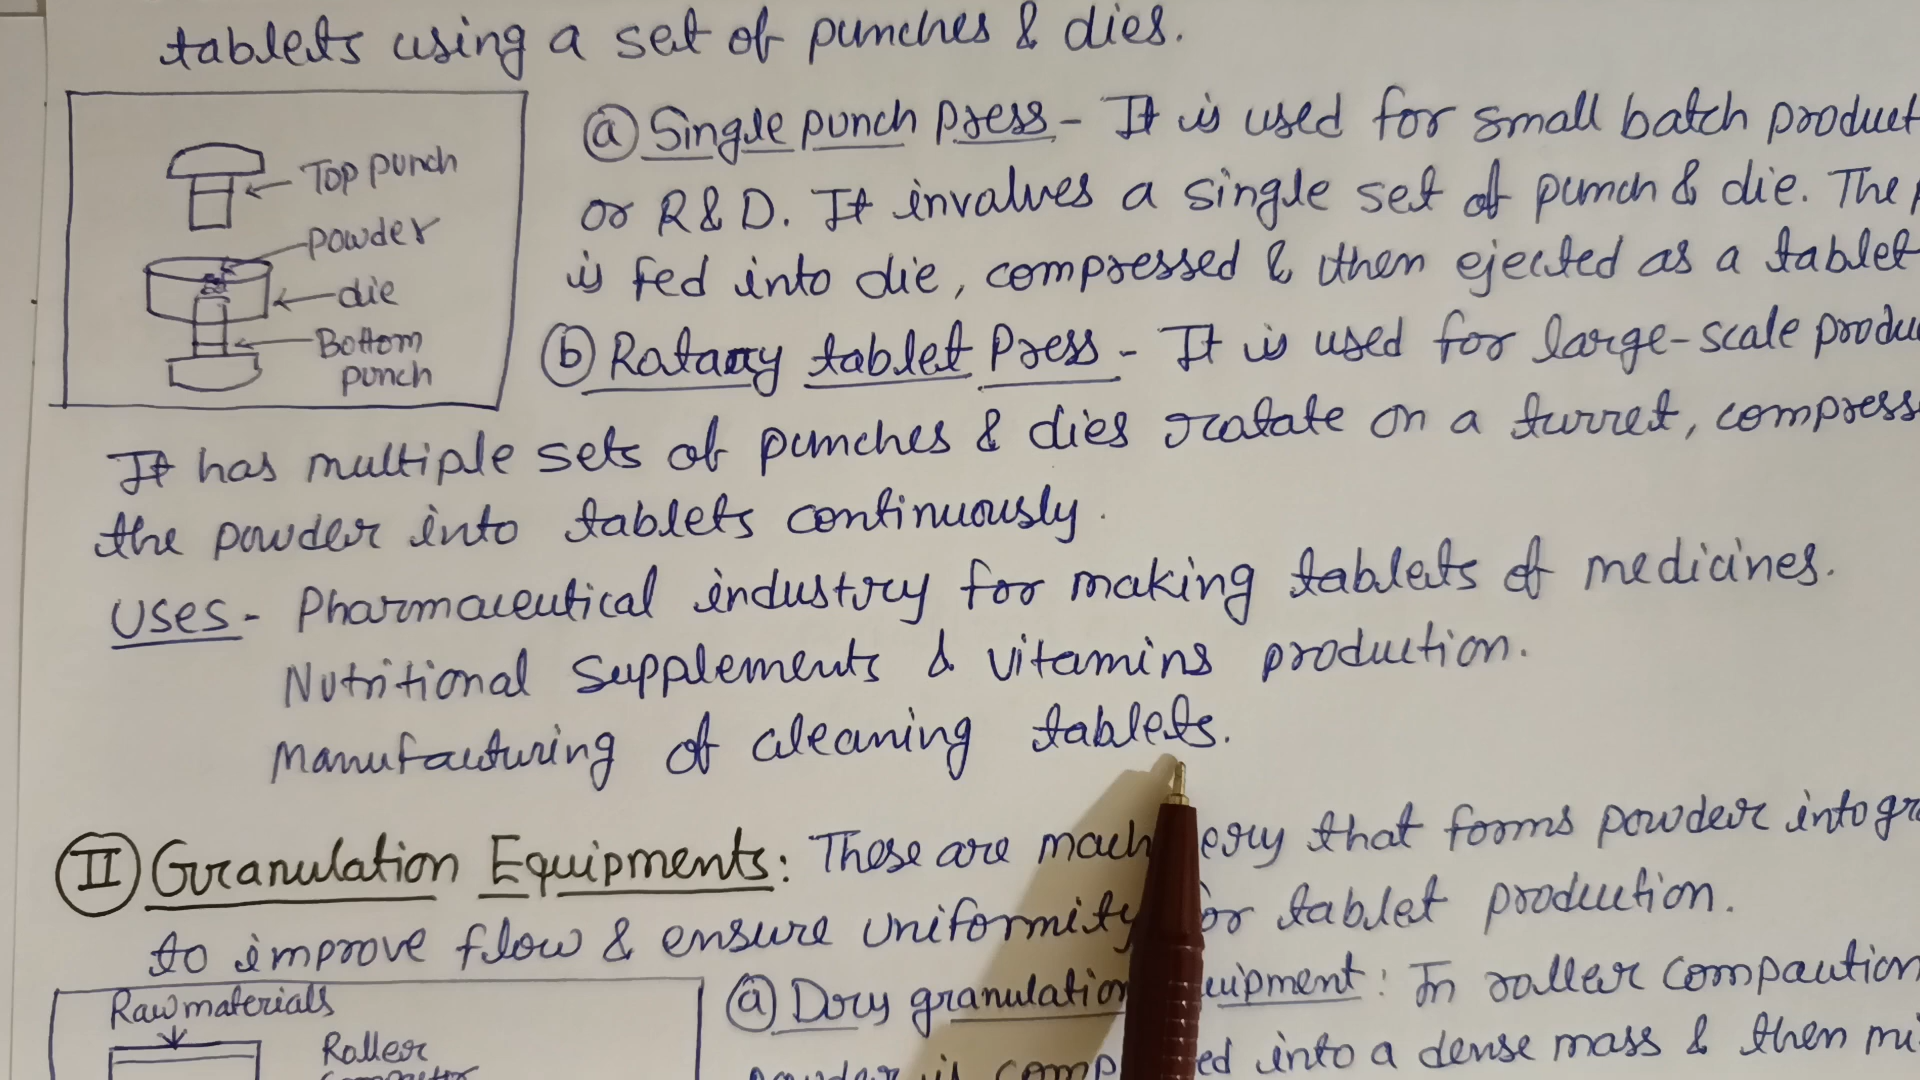 tablets using a set of punches & dies.
Top punch
powder
die
Bottom
punch
(a) Single punch press - It is used for small batch product
or R&D. It involves a single set of punch & die. The
is fed into die, compressed & then ejected as a tablet
(b) Rotary tablet Press - It is used for large-scale produ
It has multiple sets of punches & dies rotate on a turret, compress
the powder into tablets continuously.
Uses - Pharmaceutical industry for making tablets of medicines.
Nutritional supplements & vitamins production.
Manufacturing of cleaning tablets.
(II) Granulation Equipments: These are mach ery that forms powder into gr
to improve flow & ensure uniformity or tablet production.
Raw materials
Roller
(a) Dry granulation uipment: In roller compaction
is comp ed into a dense mass & then mi